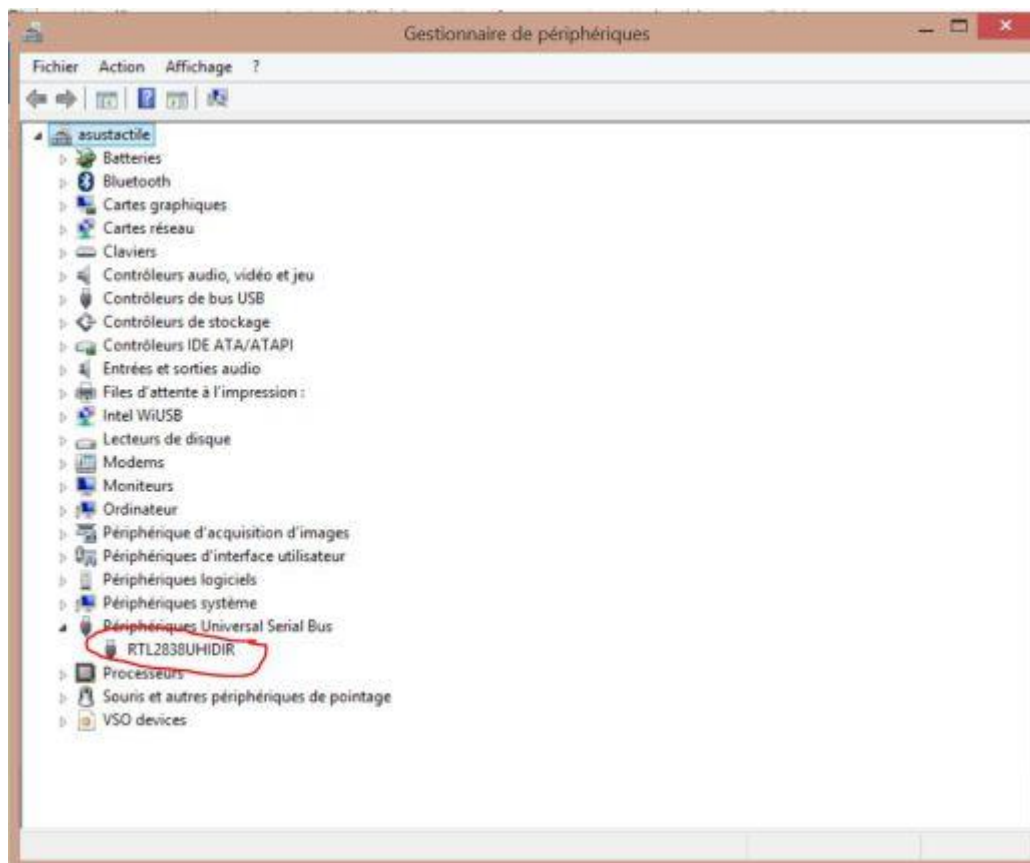 Gestionnaire de périphériques
Fichier Action Affichage ?
asustactile
Batteries
Bluetooth
Cartes graphiques
Cartes réseau
Claviers
Contrôleurs audio, vidéo et jeu
Contrôleurs de bus USB
Contrôleurs de stockage
Contrôleurs IDE ATA/ATAPI
Entrées et sorties audio
Files d'attente à l'impression :
Intel WiUSB
Lecteurs de disque
Modems
Moniteurs
Ordinateur
Périphérique d'acquisition d'images
Périphériques d'interface utilisateur
Périphériques logiciels
Périphériques système
Périphériques Universal Serial Bus
RTL2838UHIDIR
Processeurs
Souris et autres périphériques de pointage
VSO devices